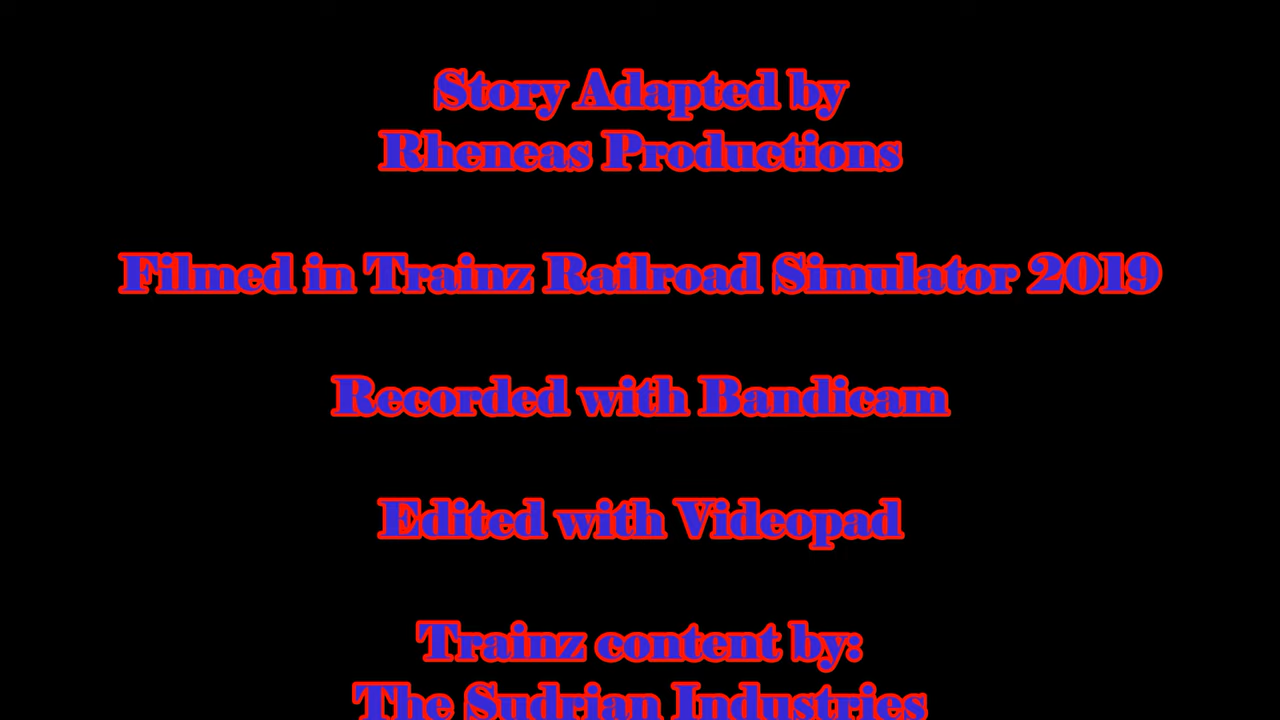 Story Adapted by
Rheneas Productions
Filmed in Trainz Railroad Simulator 2019
Recorded with Bandicam
Edited with Videopad
Trainz content by:
The Sudrian Industries